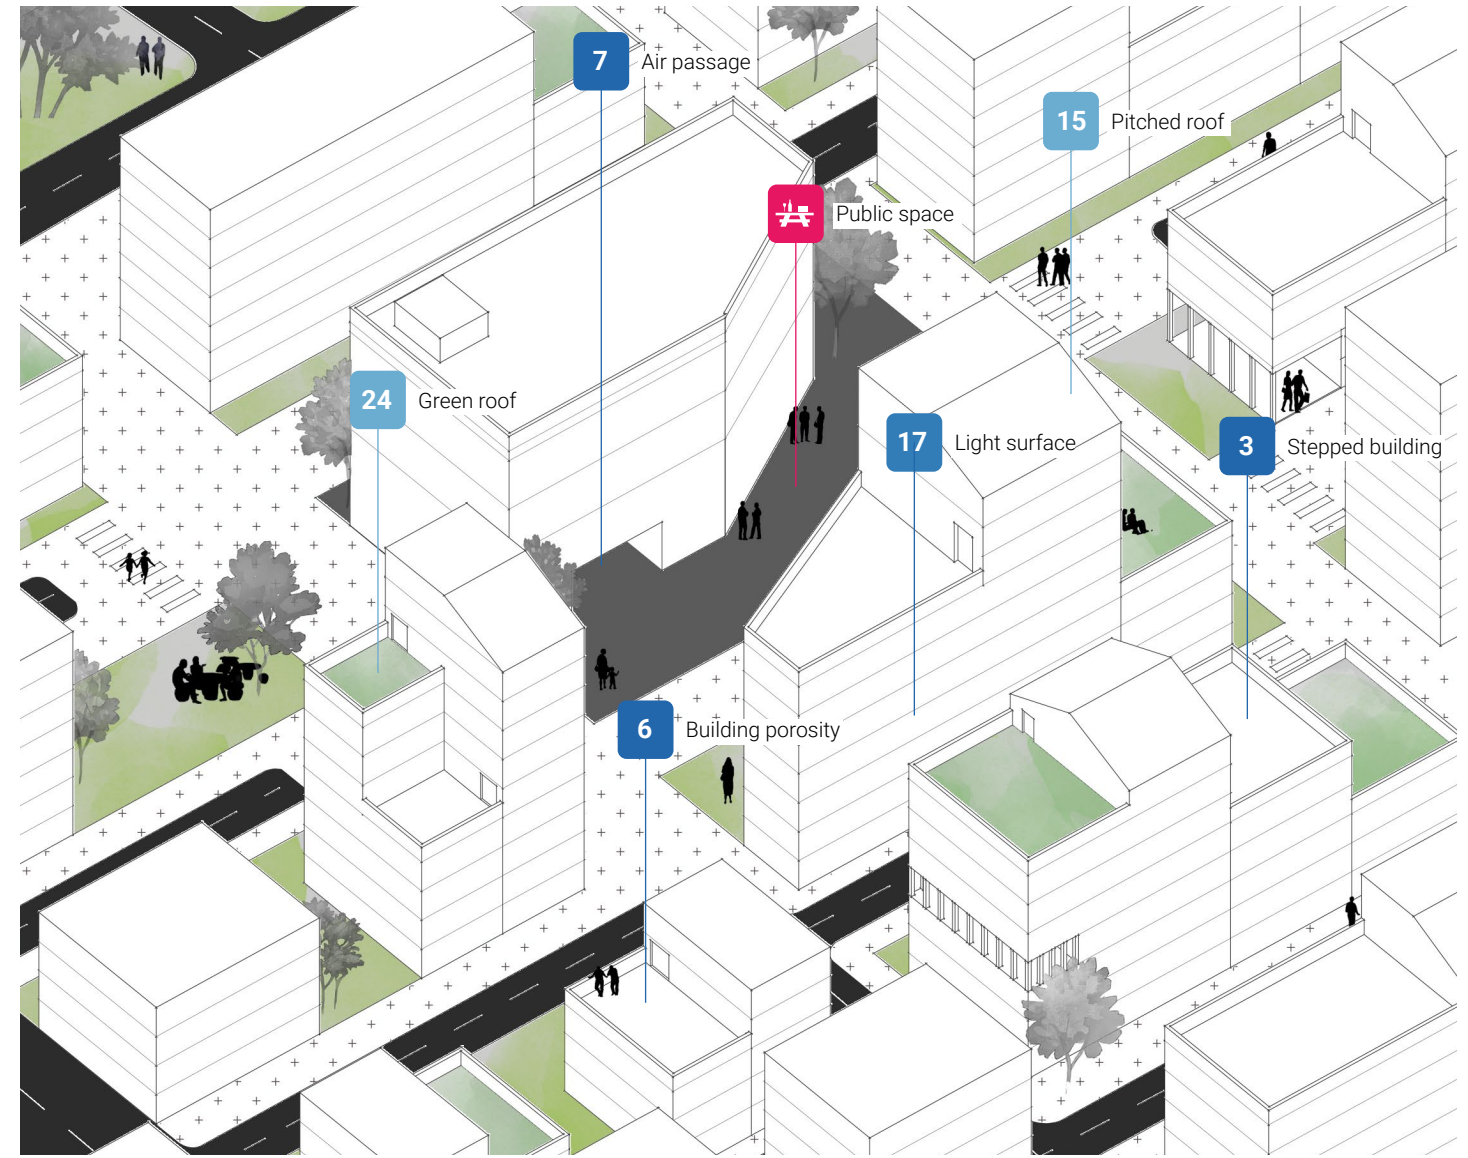 7 Air passage
15 Pitched roof
Public space
24 Green roof
17 Light surface
3 Stepped building
6 Building porosity